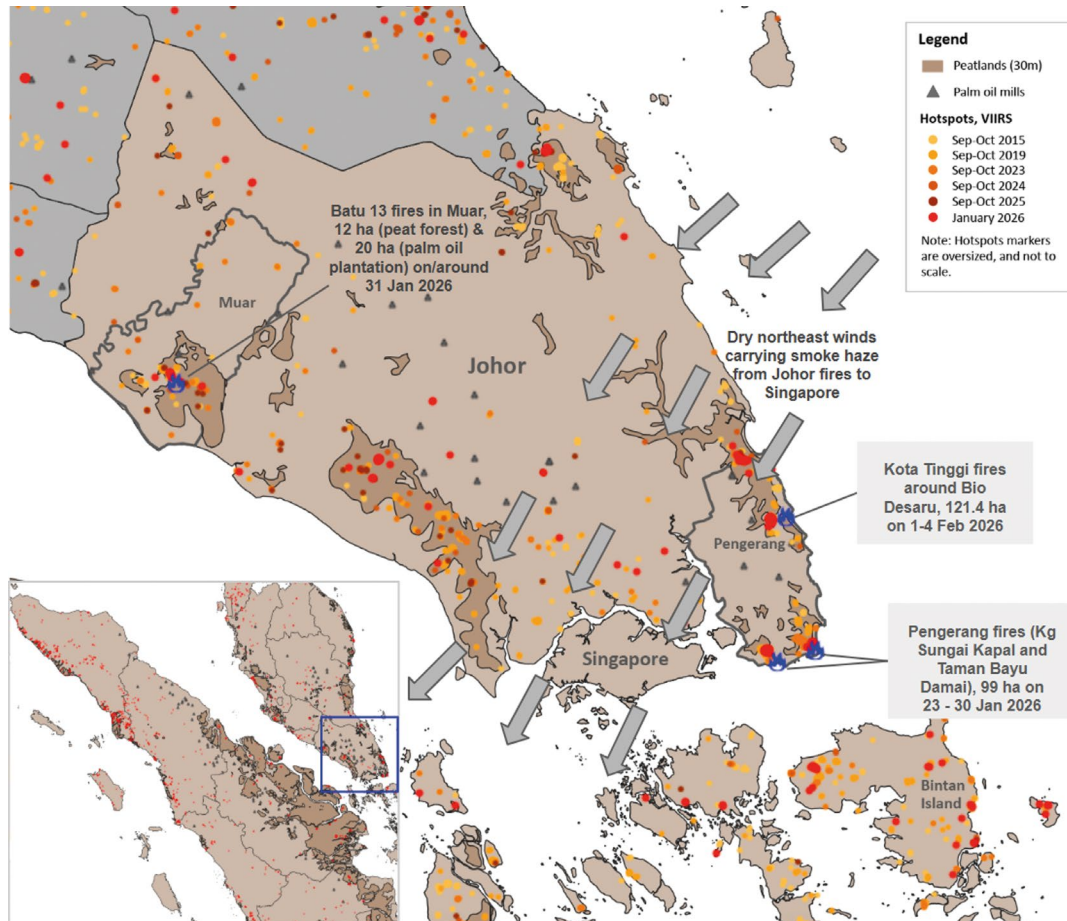 Legend
Peatlands (30m)
Palm oil mills
Hotspots, VIIRS
Sep-Oct 2015
Sep-Oct 2019
Sep-Oct 2023
Sep-Oct 2024
Sep-Oct 2025
January 2026
Note: Hotspots markers
are oversized, and not to
scale.
Batu 13 fires in Muar,
12 ha (peat forest) &
20 ha (palm oil
plantation) on/around
31 Jan 2026
Muar
Johor
Dry northeast winds
carrying smoke haze
from Johor fires to
Singapore
Kota Tinggi fires
around Bio
Desaru, 121.4 ha
on 1-4 Feb 2026
Pengerang
Singapore
Pengerang fires (Kg
Sungai Kapal and
Taman Bayu
Damai), 99 ha on
23 - 30 Jan 2026
Bintan
Island